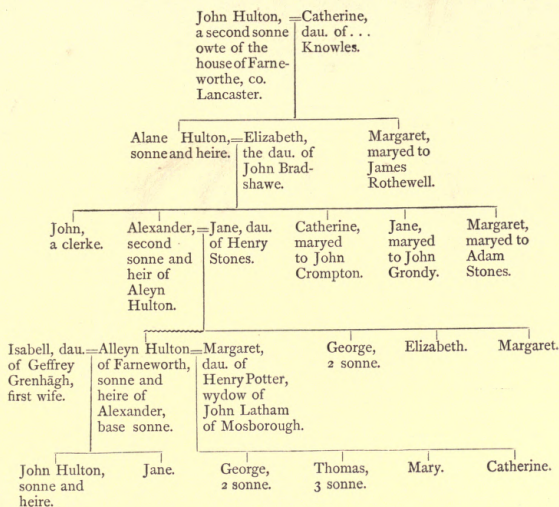 John Hulton, =Catherine,
a second sonne dau. of . . .
owte of the Knowles.
house of Farne-
worthe, co.
Lancaster.
Alane Hulton,=Elizabeth,
sonne and heire. the dau. of
John Brad-
shawe.
Margaret,
maryed to
James
Rothewell.
John,
a clerke.
Alexander,=Jane, dau.
second of Henry
sonne and Stones.
heir of
Aleyn
Hulton.
Catherine,
maryed
to John
Crompton.
Jane,
maryed
to John
Grondy.
Margaret,
maryed to
Adam
Stones.
Isabell, dau.=Alleyn Hulton=Margaret,
of Geffrey of Farneworth, dau. of
Grenhăgh, sonne and Henry Potter,
first wife. heire of wydow of
Alexander, John Latham
base sonne. of Mosborough.
George,
2 sonne.
Elizabeth.
Margaret.
John Hulton,
sonne and
heire.
Jane.
George,
2 sonne.
Thomas,
3 sonne.
Mary.
Catherine.